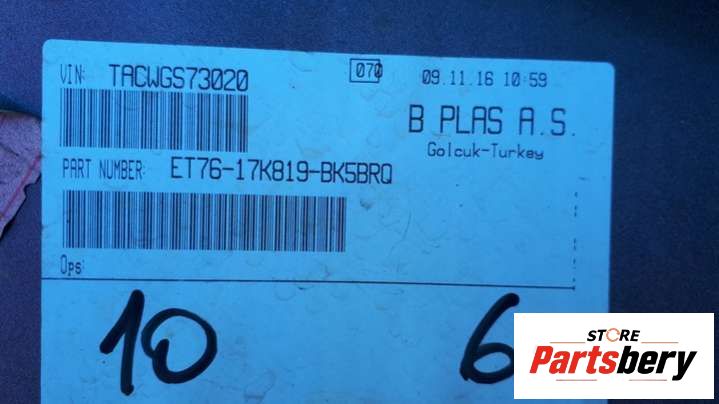 VIN: TACWGS73020
070
09.11.16 10:59
B PLAS A.S.
Golcuk-Turkey
PART NUMBER: ET76-17K819-BK5BRQ
Ops:
10
6
STORE
Partsbery